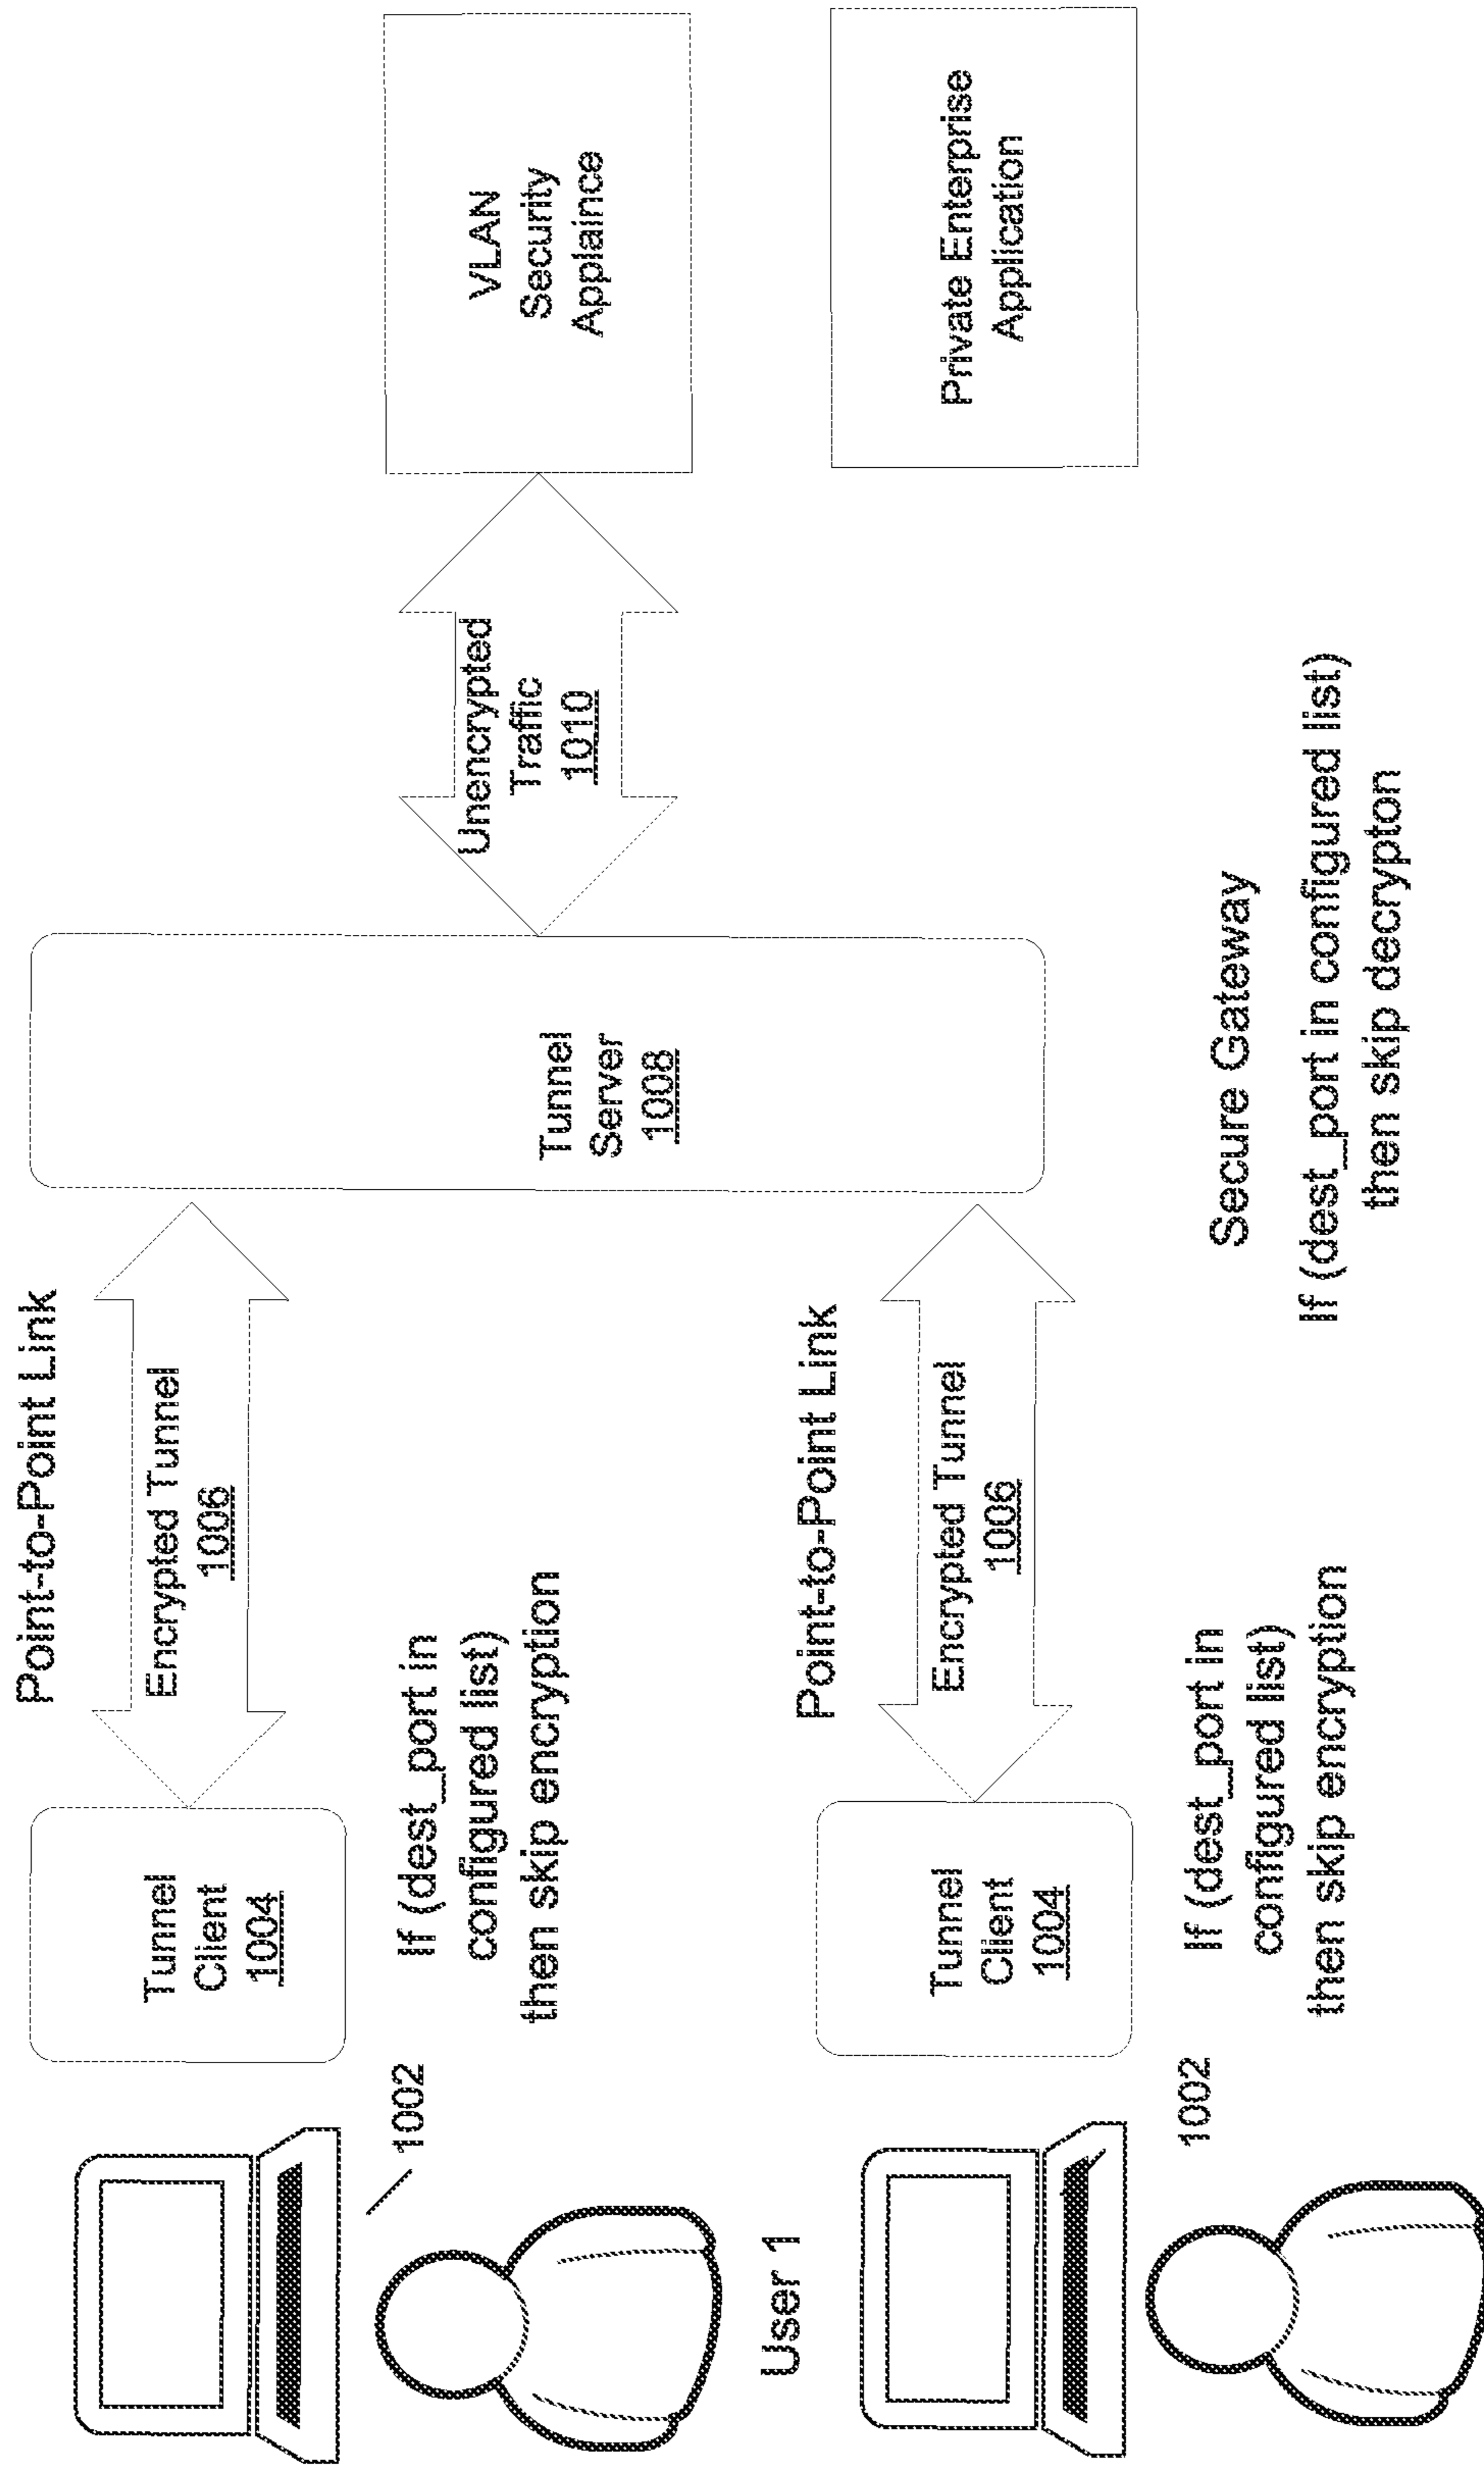 Point-to-Point Link
Tunnel
Client
1004
Encrypted Tunnel
1006
1002
If (dest_port in
configured list)
then skip encryption
User 1
Point-to-Point Link
Tunnel
Client
1004
Encrypted Tunnel
1006
1002
If (dest_port in
configured list)
then skip encryption
Tunnel
Server
1008
Secure Gateway
If (dest_port in configured list)
then skip decrypton
Unencrypted
Traffic
1010
VLAN
Security
Applaince
Private Enterprise
Application